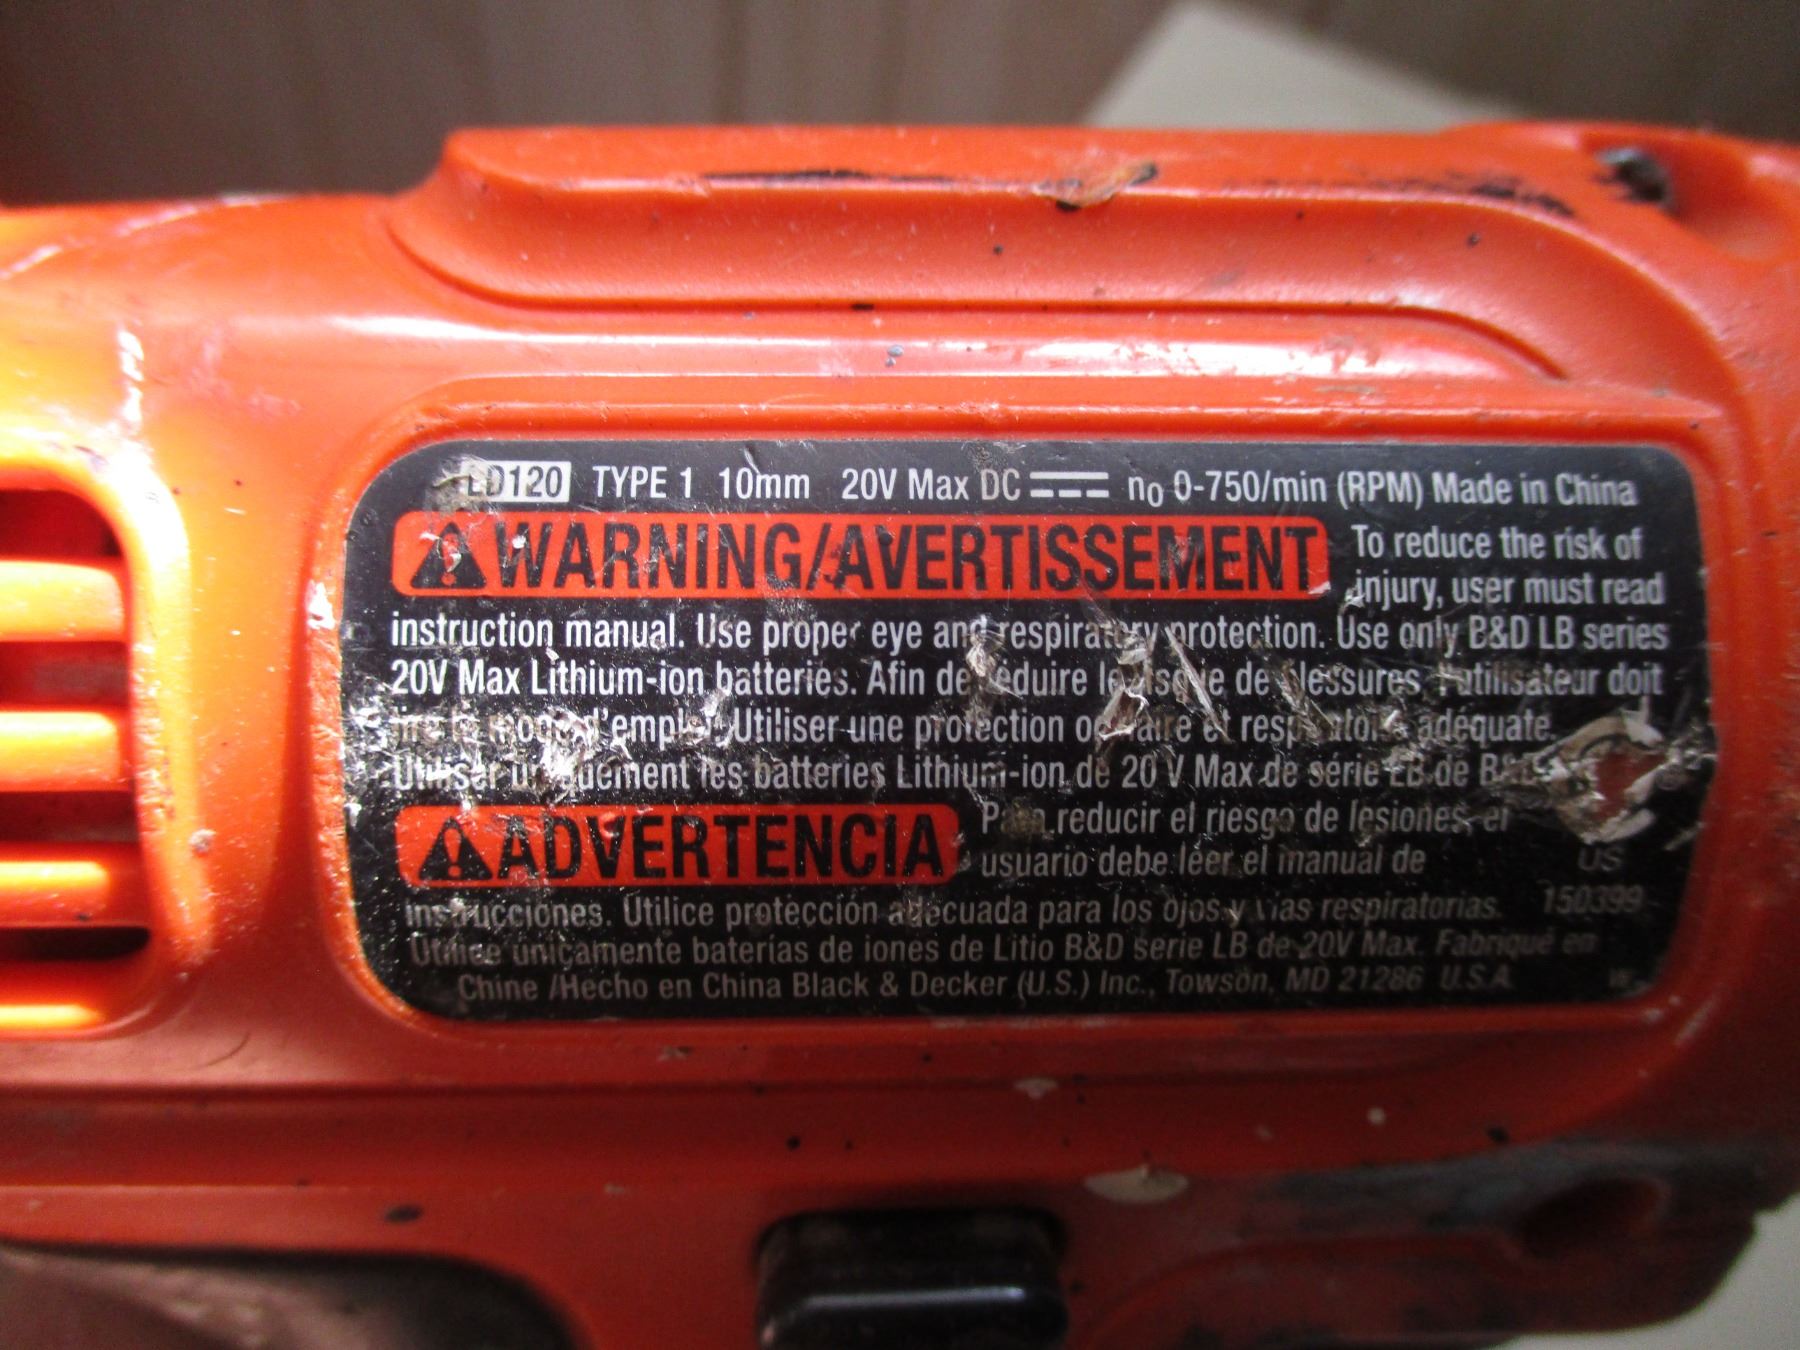 LD120 TYPE 1 10mm 20V Max DC n₀ 0-750/min (RPM) Made in China
WARNING/AVERTISSEMENT To reduce the risk of
injury, user must read
instruction manual. Use proper eye and respiratory protection. Use only B&D LB series
20V Max Lithium-ion batteries. Afin de réduire le risque de blessures, l'utilisateur doit
lire le mode d'emploi. Utiliser une protection oculaire et respiratoire adéquate.
Utiliser uniquement les batteries Lithium-ion de 20 V Max de série LB de B&D
ADVERTENCIA Para reducir el riesgo de lesiones, el
usuario debe leer el manual de US
instrucciones. Utilice protección adecuada para los ojos y vías respiratorias. 150399
Utilice únicamente baterías de iones de Litio B&D serie LB de 20V Max. Fabriqué en
Chine /Hecho en China Black & Decker (U.S.) Inc., Towson, MD 21286 U.S.A.